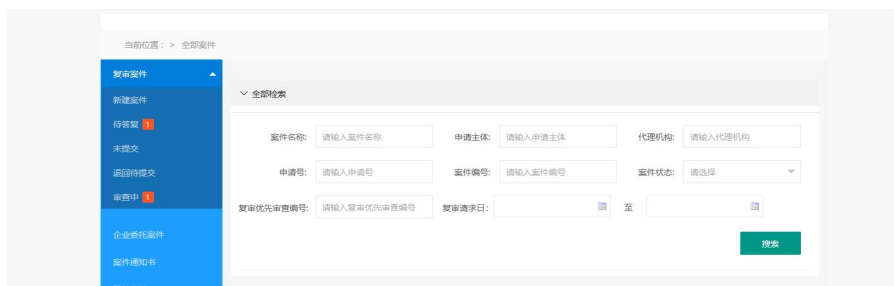 当前位置：> 全部案件
复审案件
新建案件
待答复 1
未提交
退回待提交
审查中 1
企业委托案件
案件通知书
全部检索
案件名称: 请输入案件名称 申请主体: 请输入申请主体 代理机构: 请输入代理机构
申请号: 请输入申请号 案件编号: 请输入案件编号 案件状态: 请选择
复审优先审查编号: 请输入复审优先审查编号 复审请求日: 至
搜索